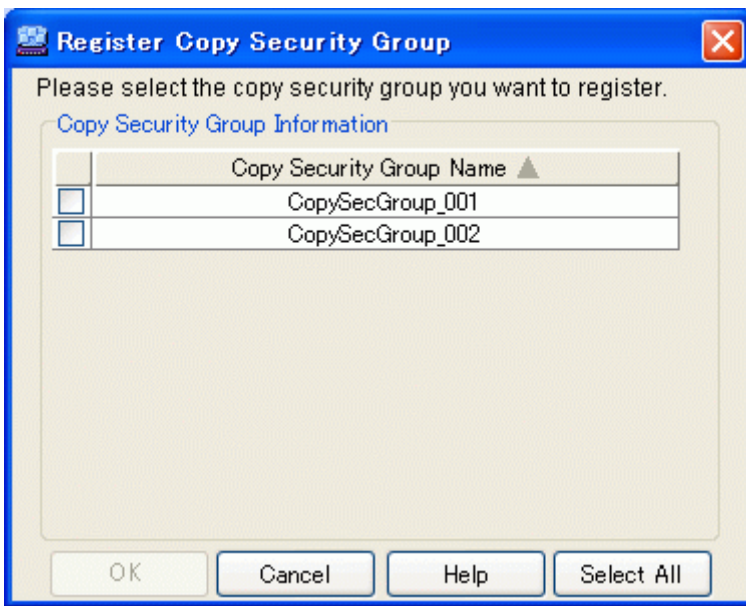 Register Copy Security Group
Please select the copy security group you want to register.
Copy Security Group Information
Copy Security Group Name
CopySecGroup_001
CopySecGroup_002
OK Cancel Help Select All